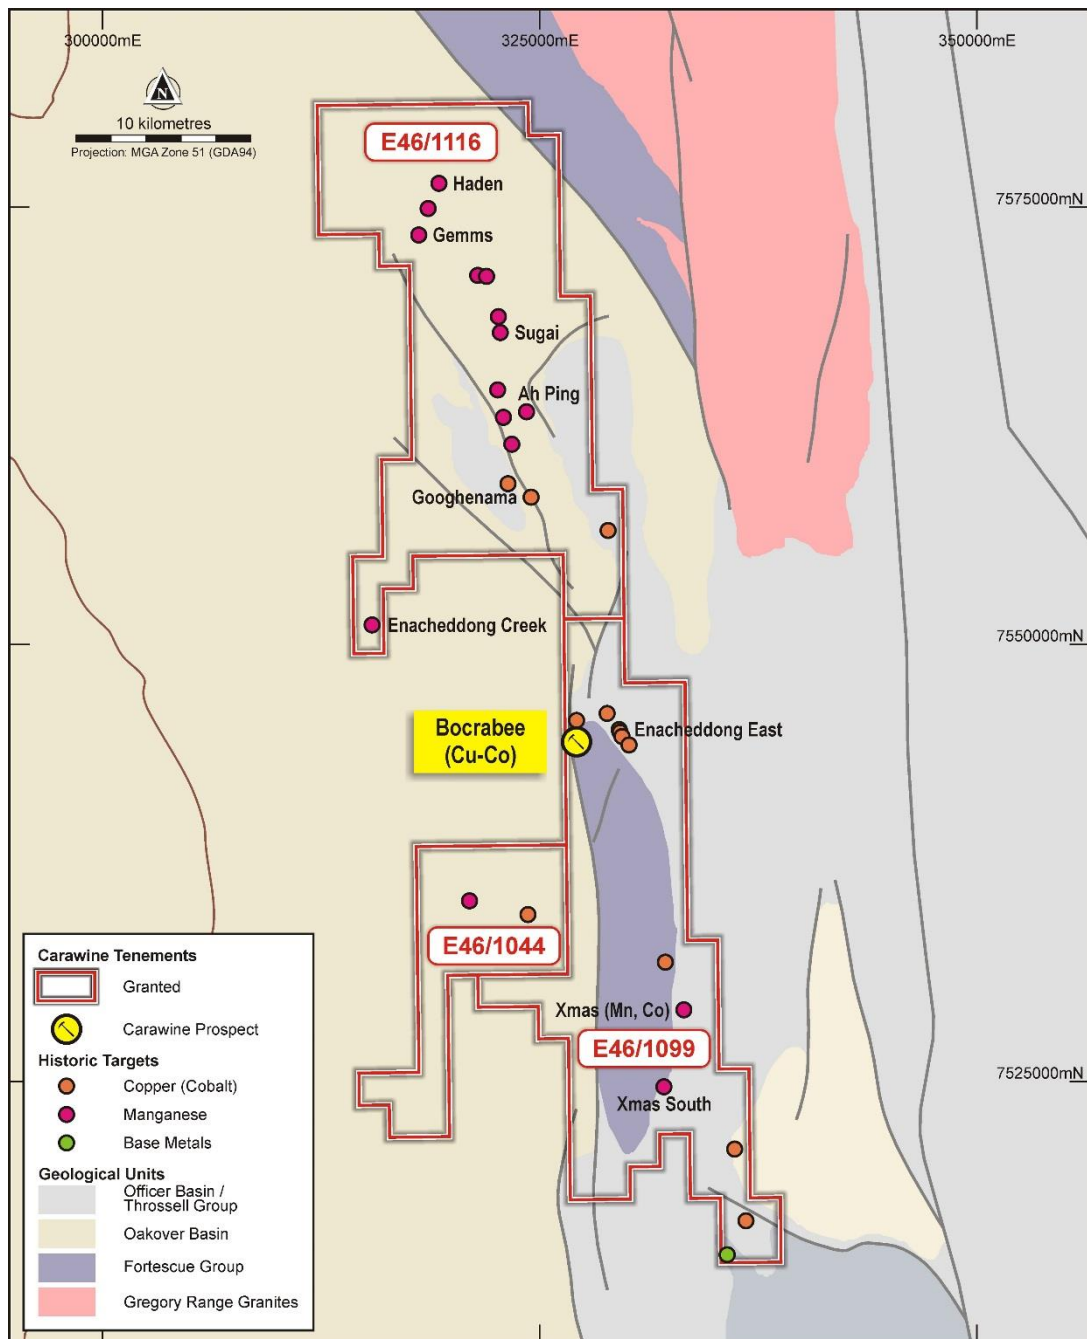 300000mE
325000mE
350000mE
N
10 kilometres
Projection: MGA Zone 51 (GDA94)
E46/1116
Haden
7575000mN
Gemms
Sugai
Ah Ping
Googhenama
Enacheddong Creek
7550000mN
Bocrabee
(Cu-Co)
Enacheddong East
E46/1044
Xmas (Mn, Co)
E46/1099
7525000mN
Xmas South
Carawine Tenements
Granted
Carawine Prospect
Historic Targets
Copper (Cobalt)
Manganese
Base Metals
Geological Units
Officer Basin /
Throssell Group
Oakover Basin
Fortescue Group
Gregory Range Granites